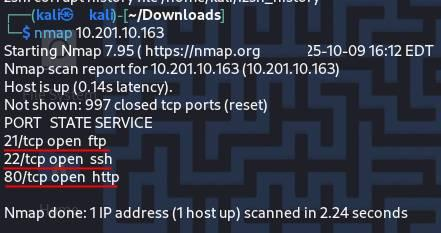 (kali㉿kali)-[~/Downloads]
$ nmap 10.201.10.163
Starting Nmap 7.95 ( https://nmap.org 25-10-09 16:12 EDT
Nmap scan report for 10.201.10.163 (10.201.10.163)
Host is up (0.14s latency).
Not shown: 997 closed tcp ports (reset)
PORT STATE SERVICE
21/tcp open ftp
22/tcp open ssh
80/tcp open http
Nmap done: 1 IP address (1 host up) scanned in 2.24 seconds